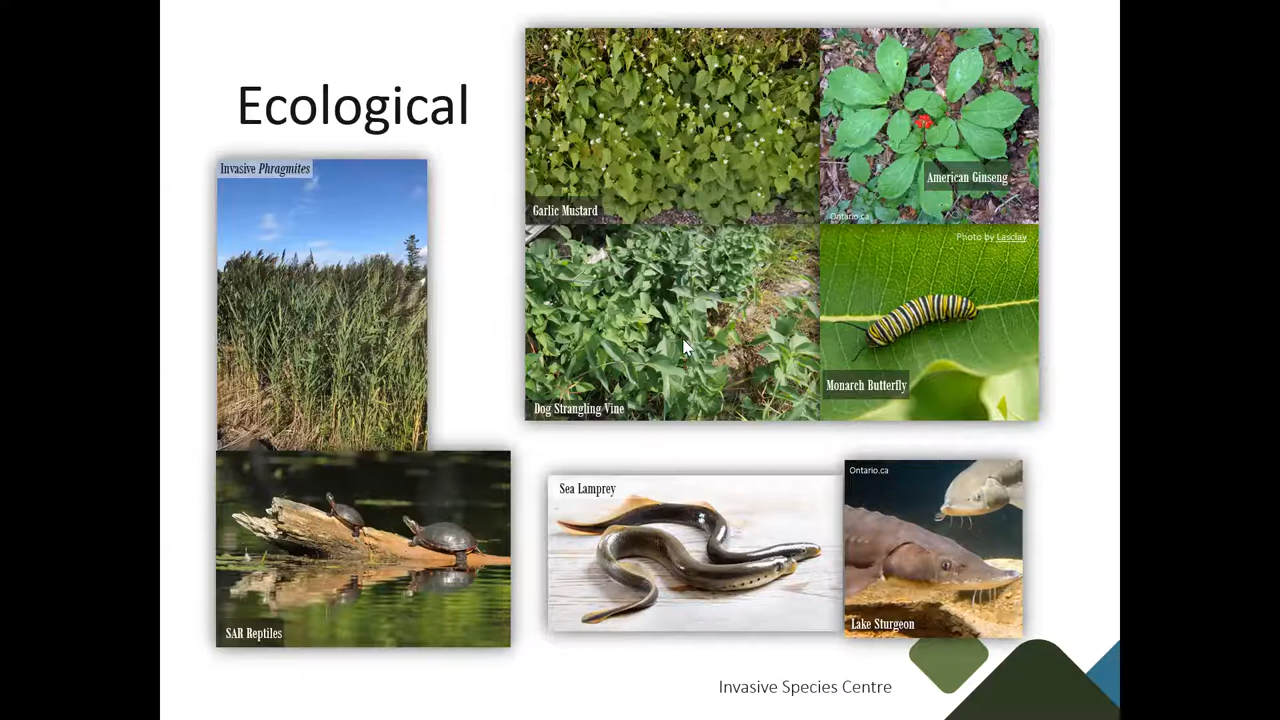 Ecological
Invasive Phragmites
SAR Reptiles
Garlic Mustard
American Ginseng
Ontario.ca
Dog Strangling Vine
Photo by Lasclay
Monarch Butterfly
Sea Lamprey
Ontario.ca
Lake Sturgeon
Invasive Species Centre